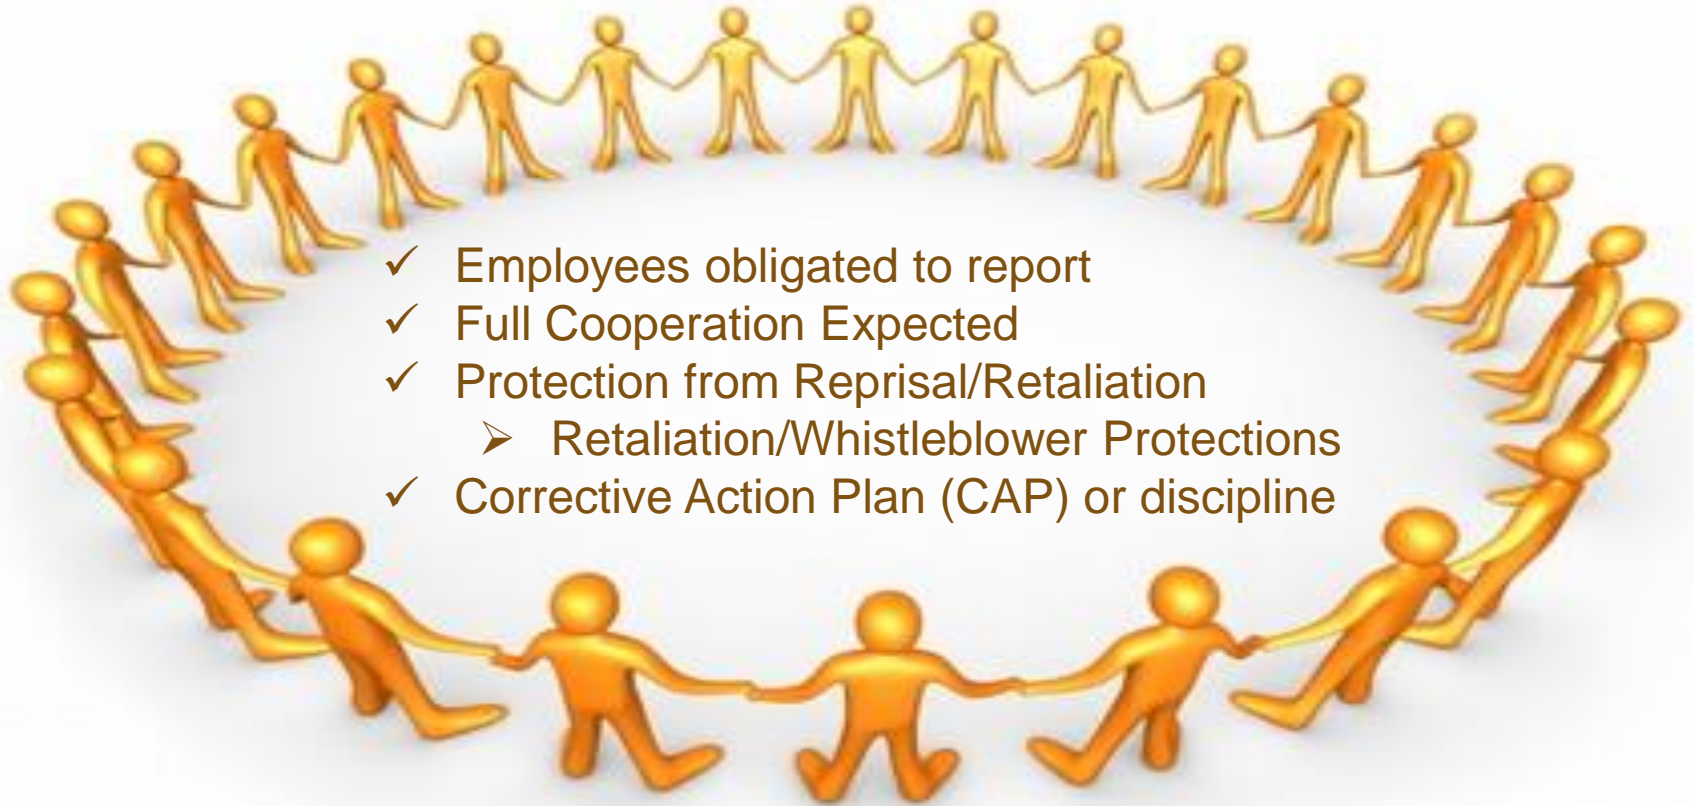 ✓ Employees obligated to report
✓ Full Cooperation Expected
✓ Protection from Reprisal/Retaliation
➢ Retaliation/Whistleblower Protections
✓ Corrective Action Plan (CAP) or discipline